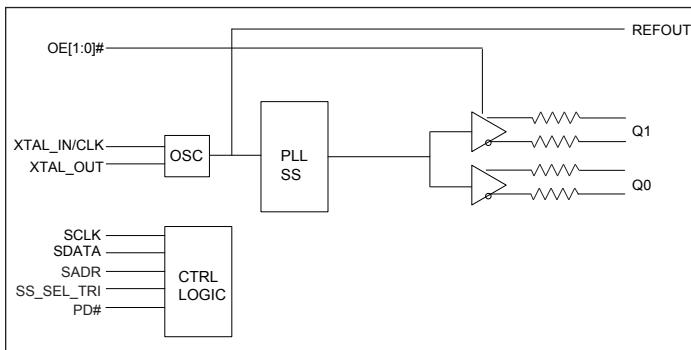 REFOUT
OE[1:0]#
XTAL_IN/CLK
XTAL_OUT
OSC
PLL
SS
Q1
Q0
SCLK
SDATA
SADR
SS_SEL_TRI
PD#
CTRL
LOGIC